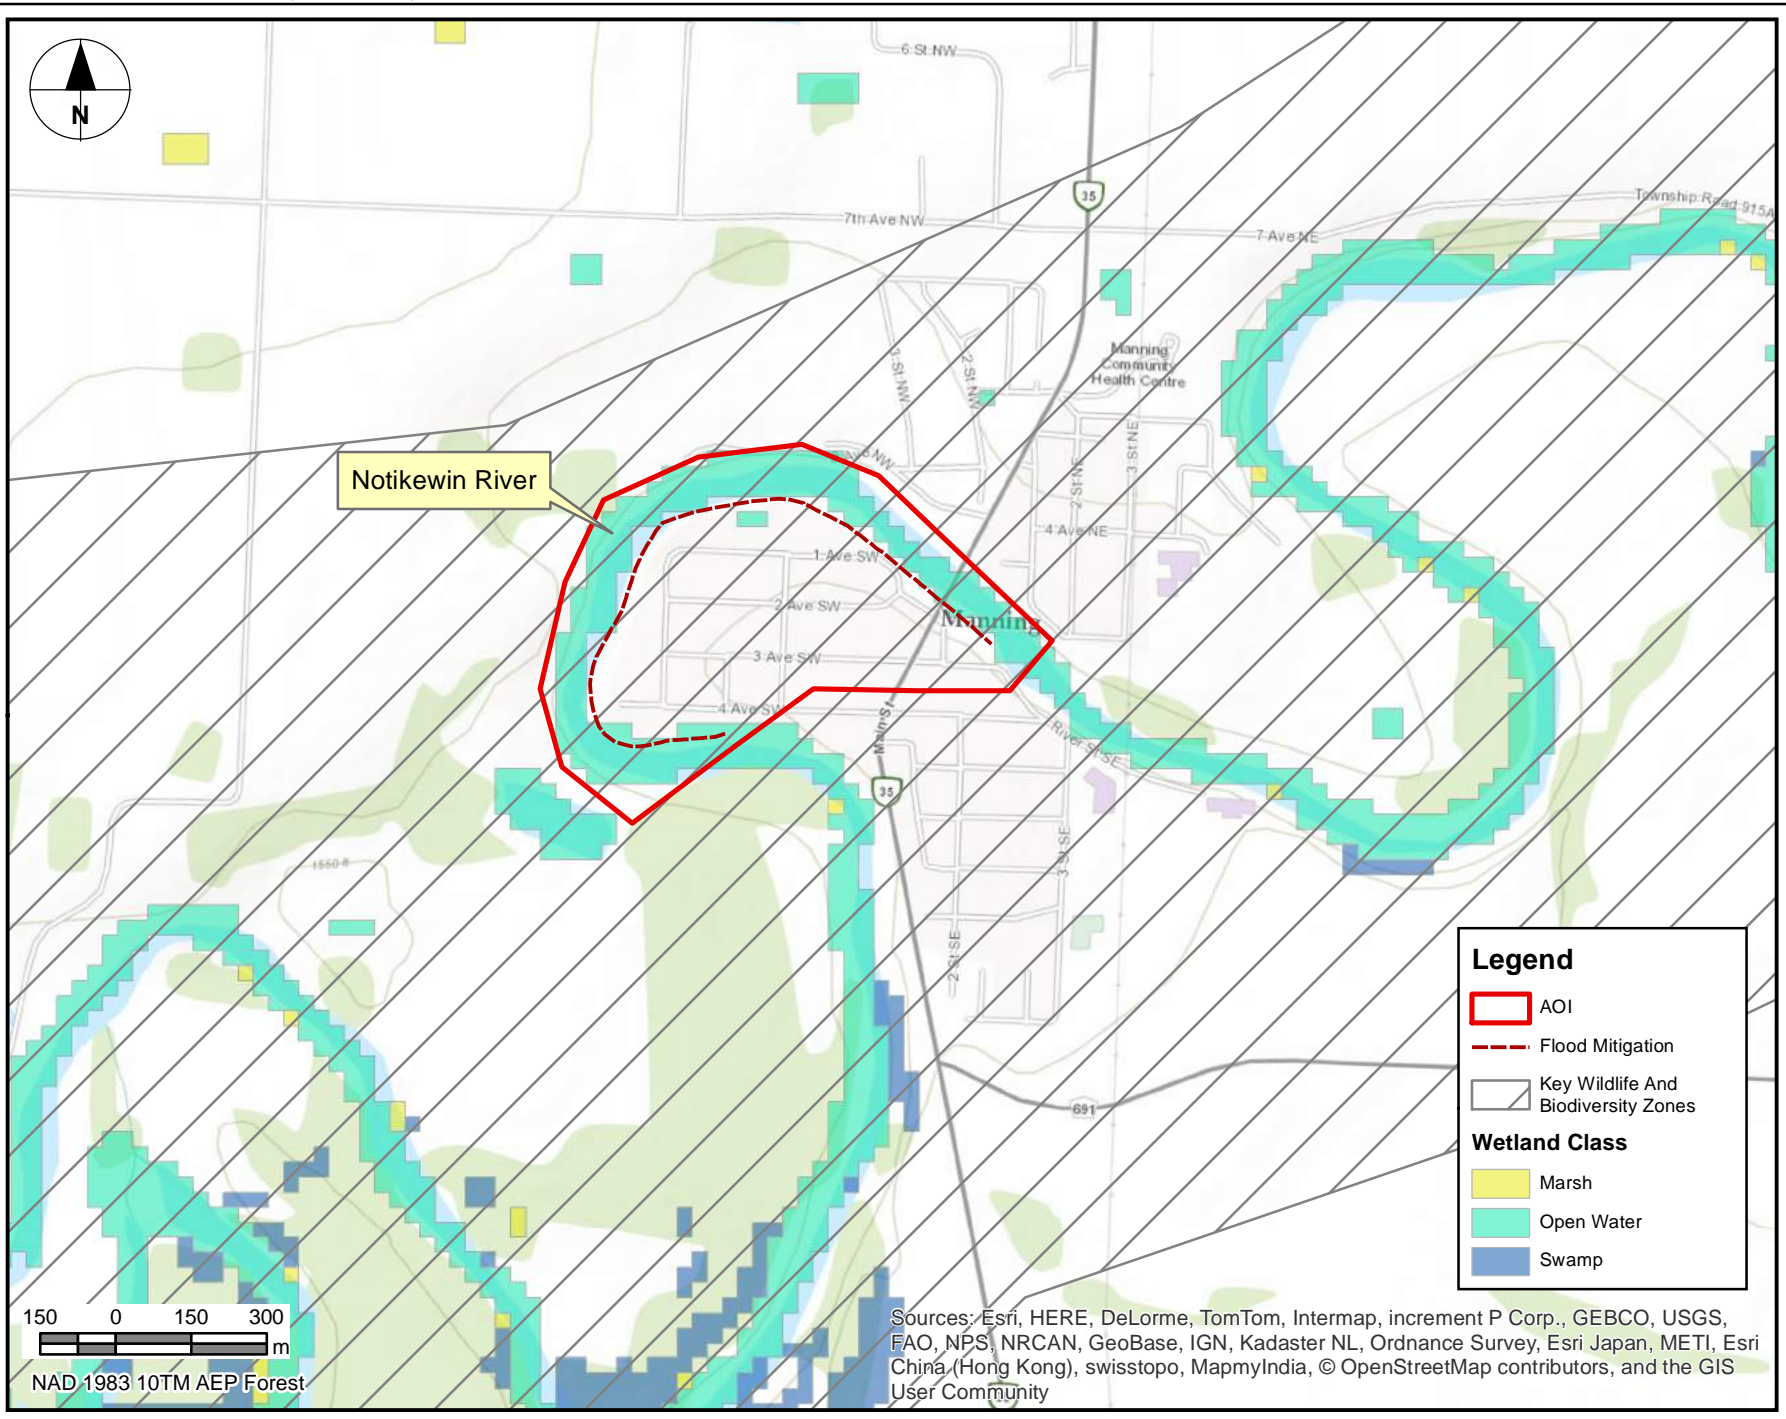 N
6 St NW
35
Township Road 915A
7th Ave NW
7 Ave NE
Manning
Community
Health Centre
3 St NW
2 St NW
3 St NE
2 St NE
Notikewin River
NW
4 Ave NE
1 Ave SW
2 Ave SW
Manning
3 Ave SW
4 Ave SW
Main St
River St SE
35
1550 ft
3 St SE
2 St SE
691
Legend
AOI
Flood Mitigation
Key Wildlife And
Biodiversity Zones
Wetland Class
Marsh
Open Water
Swamp
150 0 150 300
m
NAD 1983 10TM AEP Forest
Sources: Esri, HERE, DeLorme, TomTom, Intermap, increment P Corp., GEBCO, USGS,
FAO, NPS, NRCAN, GeoBase, IGN, Kadaster NL, Ordnance Survey, Esri Japan, METI, Esri
China (Hong Kong), swisstopo, MapmyIndia, © OpenStreetMap contributors, and the GIS
User Community